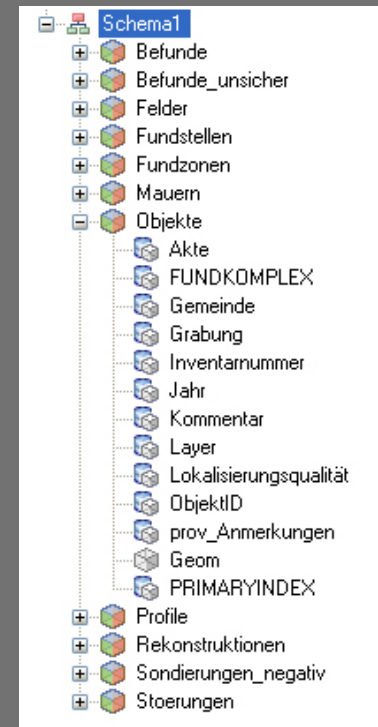 Schema1
Befunde
Befunde_unsicher
Felder
Fundstellen
Fundzonen
Mauern
Objekte
Akte
FUNDKOMPLEX
Gemeinde
Grabung
Inventarnummer
Jahr
Kommentar
Layer
Lokalisierungsqualität
ObjektID
prov_Anmerkungen
Geom
PRIMARYINDEX
Profile
Rekonstruktionen
Sondierungen_negativ
Stoerungen